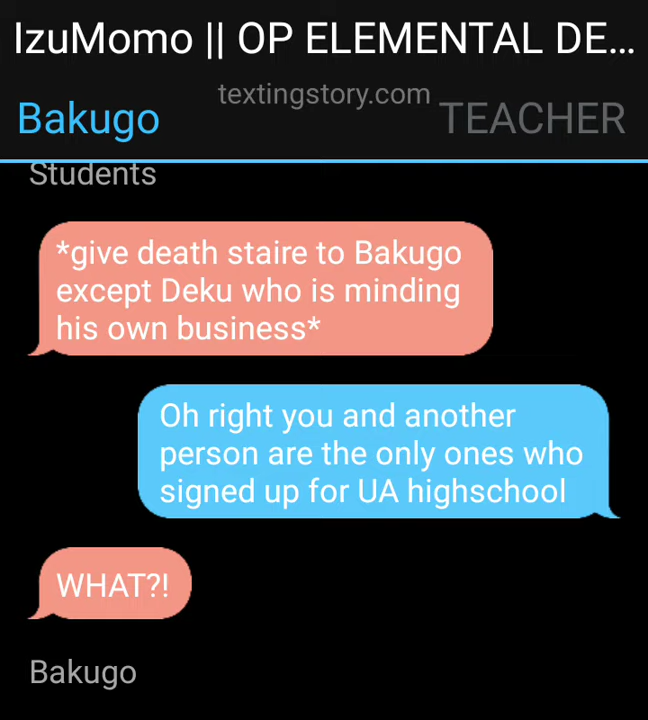 IzuMomo || OP ELEMENTAL DE...
textingstory.com
Bakugo
TEACHER
Students
*give death staire to Bakugo
except Deku who is minding
his own business*
Oh right you and another
person are the only ones who
signed up for UA highschool
WHAT?!
Bakugo